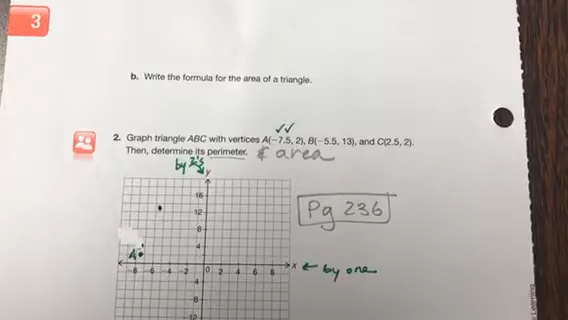 3
b. Write the formula for the area of a triangle.
2. Graph triangle ABC with vertices A(−7.5, 2), B(−5.5, 13), and C(2.5, 2).
Then, determine its perimeter. & area
by 2's
y
16
12
8
4
Pg 236
A
-8 -6 -4 -2 0 2 4 6 8 x ← by one
-4
-8
-12
Learning